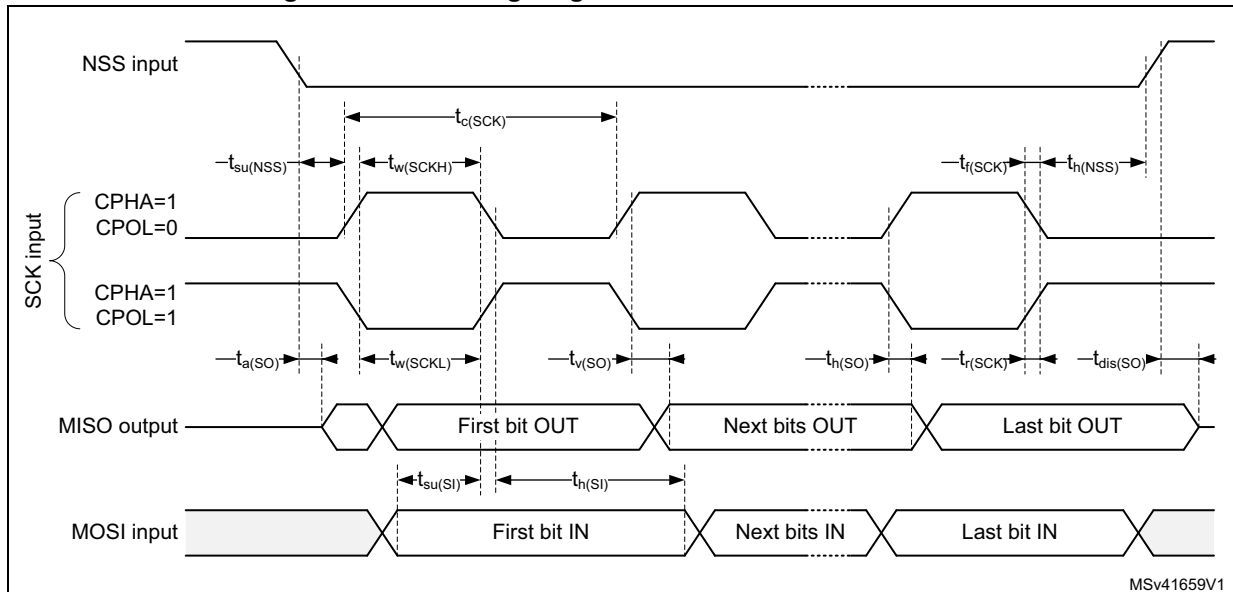 NSS input
tc(SCK)
tsu(NSS) tw(SCKH) tf(SCK) th(NSS)
SCK input
CPHA=1
CPOL=0
CPHA=1
CPOL=1
ta(SO) tw(SCKL) tv(SO) th(SO) tr(SCK) tdis(SO)
MISO output First bit OUT Next bits OUT Last bit OUT
tsu(SI) th(SI)
MOSI input First bit IN Next bits IN Last bit IN
MSv41659V1